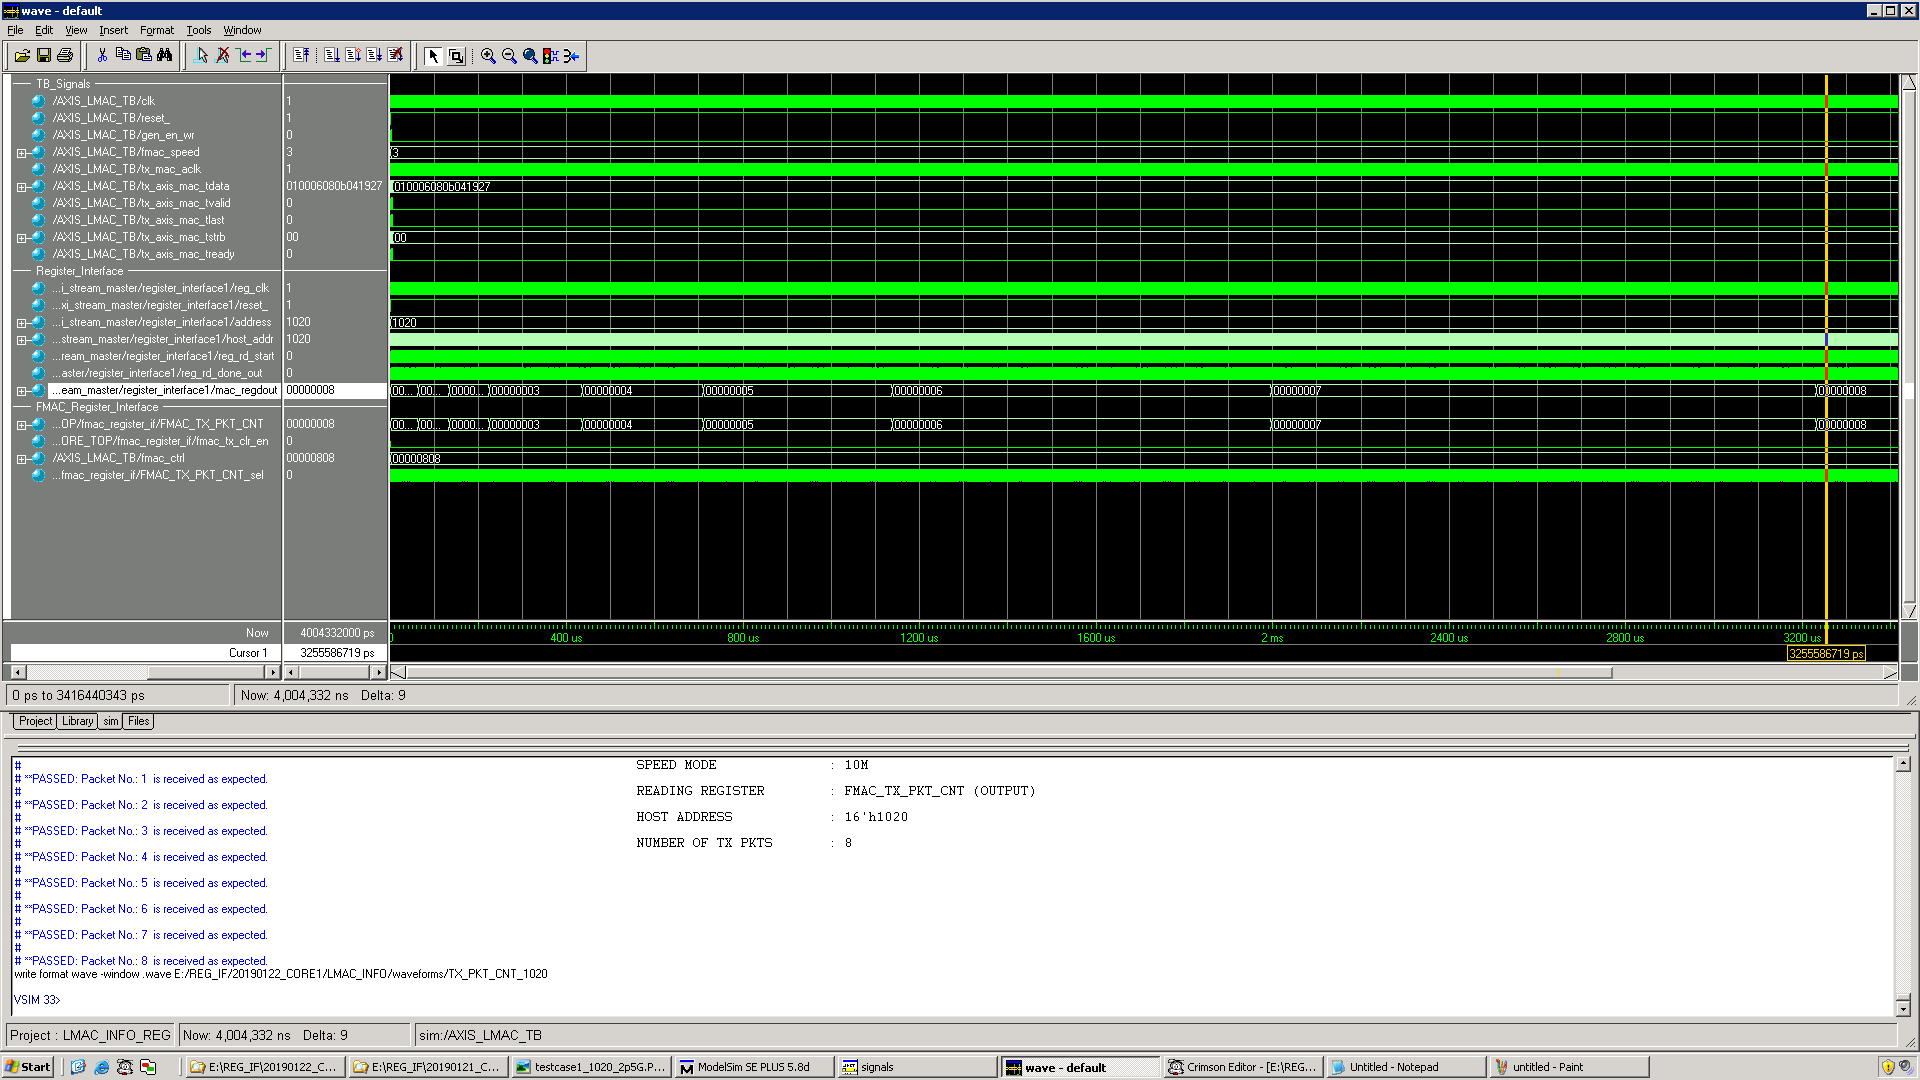 wave - default
File Edit View Insert Format Tools Window
TB_Signals
/AXIS_LMAC_TB/clk 1
/AXIS_LMAC_TB/reset_ 1
/AXIS_LMAC_TB/gen_en_wr 0
/AXIS_LMAC_TB/fmac_speed 3 3
/AXIS_LMAC_TB/tx_mac_aclk 1
/AXIS_LMAC_TB/tx_axis_mac_tdata 010006080b041927 010006080b041927
/AXIS_LMAC_TB/tx_axis_mac_tvalid 0
/AXIS_LMAC_TB/tx_axis_mac_tlast 0
/AXIS_LMAC_TB/tx_axis_mac_tstrb 00 00
/AXIS_LMAC_TB/tx_axis_mac_tready 0
Register_Interface
...i_stream_master/register_interface1/reg_clk 1
...xi_stream_master/register_interface1/reset_ 1
...i_stream_master/register_interface1/address 1020 1020
...stream_master/register_interface1/host_addr 1020
...ream_master/register_interface1/reg_rd_start 0
...aster/register_interface1/reg_rd_done_out 0
...eam_master/register_interface1/mac_regdout 00000008 00... 00... 0000... 00000003 00000004 00000005 00000006 00000007 00000008
FMAC_Register_Interface
...OP/fmac_register_if/FMAC_TX_PKT_CNT 00000008 00... 00... 0000... 00000003 00000004 00000005 00000006 00000007 00000008
...ORE_TOP/fmac_register_if/fmac_tx_clr_en 0
/AXIS_LMAC_TB/fmac_ctrl 00000808 00000808
...fmac_register_if/FMAC_TX_PKT_CNT_sel 0
Now 4004332000 ps 0 400 us 800 us 1200 us 1600 us 2 ms 2400 us 2800 us 3200 us
Cursor 1 3255586719 ps 3255586719 ps
0 ps to 3416440343 ps Now: 4,004,332 ns Delta: 9
Project Library sim Files
# SPEED MODE : 10M
# **PASSED: Packet No.: 1 is received as expected.
# READING REGISTER : FMAC_TX_PKT_CNT (OUTPUT)
# **PASSED: Packet No.: 2 is received as expected.
# HOST ADDRESS : 16'h1020
# **PASSED: Packet No.: 3 is received as expected.
# NUMBER OF TX PKTS : 8
# **PASSED: Packet No.: 4 is received as expected.
#
# **PASSED: Packet No.: 5 is received as expected.
#
# **PASSED: Packet No.: 6 is received as expected.
#
# **PASSED: Packet No.: 7 is received as expected.
#
# **PASSED: Packet No.: 8 is received as expected.
write format wave -window .wave E:/REG_IF/20190122_CORE1/LMAC_INFO/waveforms/TX_PKT_CNT_1020
VSIM 33>
Project : LMAC_INFO_REG Now: 4,004,332 ns Delta: 9 sim:/AXIS_LMAC_TB
Start E:\REG_IF\20190122_C... E:\REG_IF\20190121_C... testcase1_1020_2p5G.P... ModelSim SE PLUS 5.8d signals wave - default Crimson Editor - [E:\REG... Untitled - Notepad untitled - Paint